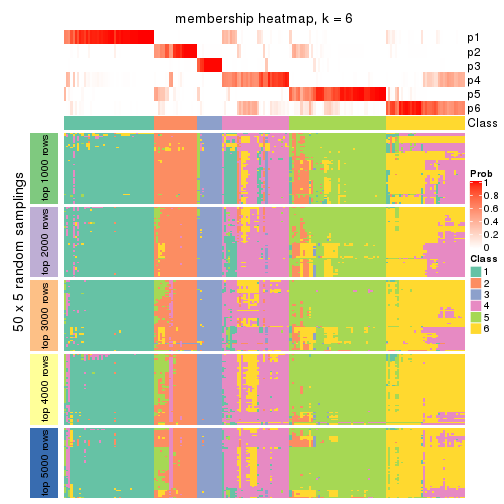 membership heatmap, k = 6
p1
p2
p3
p4
p5
p6
Class
50 x 5 random samplings
top 1000 rows
top 2000 rows
top 3000 rows
top 4000 rows
top 5000 rows
Prob
1
0.8
0.6
0.4
0.2
0
Class
1
2
3
4
5
6